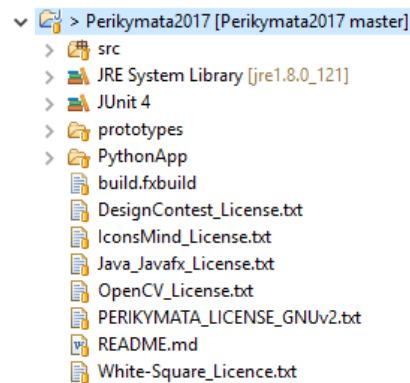 > Perikymata2017 [Perikymata2017 master]
src
JRE System Library [jre1.8.0_121]
JUnit 4
prototypes
PythonApp
build.fxbuild
DesignContest_License.txt
IconsMind_License.txt
Java_Javafx_License.txt
OpenCV_License.txt
PERIKYMATA_LICENSE_GNUv2.txt
README.md
White-Square_Licence.txt